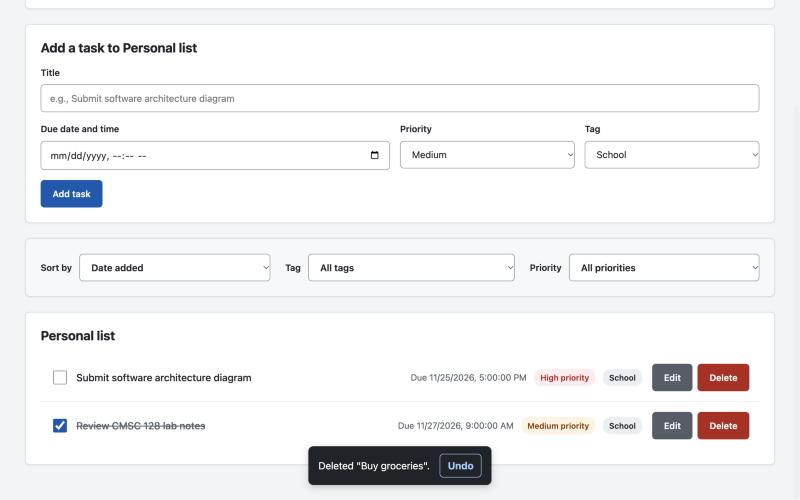 Add a task to Personal list
Title
e.g., Submit software architecture diagram
Due date and time
Priority
Tag
mm/dd/yyyy, --:-- --
Medium
School
Add task
Sort by
Date added
Tag
All tags
Priority
All priorities
Personal list
Submit software architecture diagram
Due 11/25/2026, 5:00:00 PM
High priority
School
Edit
Delete
Review CMSC 128 lab notes
Due 11/27/2026, 9:00:00 AM
Medium priority
School
Edit
Delete
Deleted "Buy groceries".
Undo